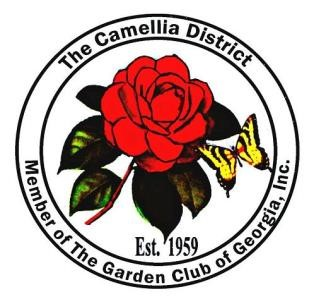 The Camellia District
Est. 1959
Member of The Garden Club of Georgia, Inc.